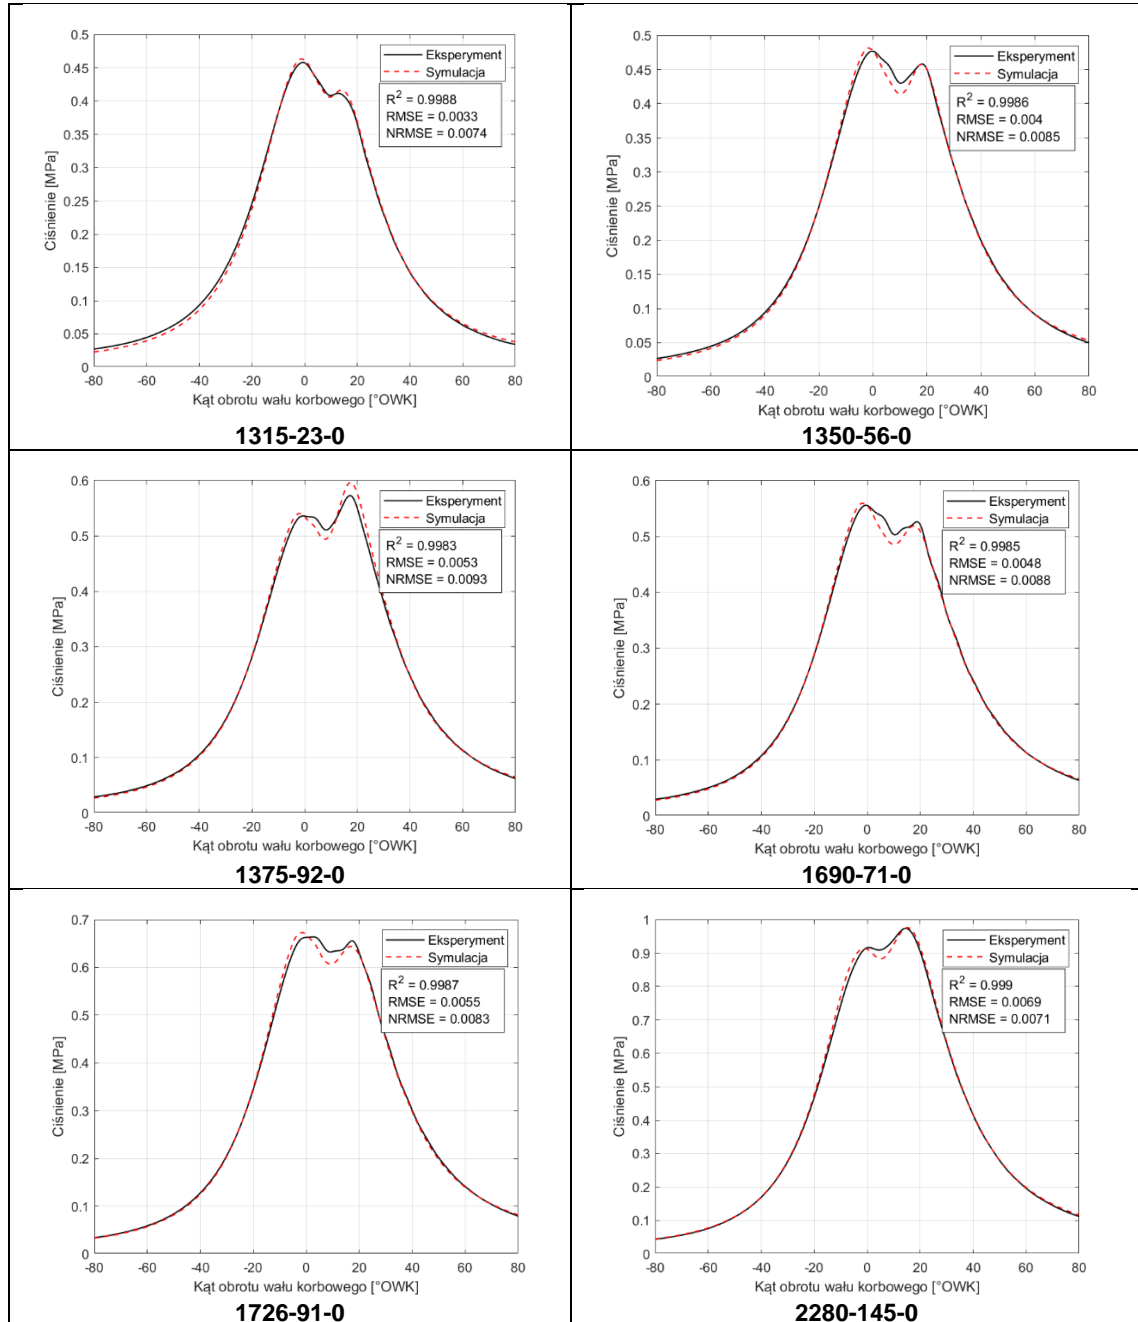 0.5
0.45
0.4
0.35
0.3
0.25
0.2
0.15
0.1
0.05
0
Ciśnienie [MPa]
Eksperyment
Symulacja
R² = 0.9988
RMSE = 0.0033
NRMSE = 0.0074
-80 -60 -40 -20 0 20 40 60 80
Kąt obrotu wału korbowego [°OWK]
1315-23-0
0.5
0.45
0.4
0.35
0.3
0.25
0.2
0.15
0.1
0.05
0
Ciśnienie [MPa]
Eksperyment
Symulacja
R² = 0.9986
RMSE = 0.004
NRMSE = 0.0085
-80 -60 -40 -20 0 20 40 60 80
Kąt obrotu wału korbowego [°OWK]
1350-56-0
0.6
0.5
0.4
0.3
0.2
0.1
0
Ciśnienie [MPa]
Eksperyment
Symulacja
R² = 0.9983
RMSE = 0.0053
NRMSE = 0.0093
-80 -60 -40 -20 0 20 40 60 80
Kąt obrotu wału korbowego [°OWK]
1375-92-0
0.6
0.5
0.4
0.3
0.2
0.1
0
Ciśnienie [MPa]
Eksperyment
Symulacja
R² = 0.9985
RMSE = 0.0048
NRMSE = 0.0088
-80 -60 -40 -20 0 20 40 60 80
Kąt obrotu wału korbowego [°OWK]
1690-71-0
0.7
0.6
0.5
0.4
0.3
0.2
0.1
0
Ciśnienie [MPa]
Eksperyment
Symulacja
R² = 0.9987
RMSE = 0.0055
NRMSE = 0.0083
-80 -60 -40 -20 0 20 40 60 80
Kąt obrotu wału korbowego [°OWK]
1726-91-0
1
0.9
0.8
0.7
0.6
0.5
0.4
0.3
0.2
0.1
0
Ciśnienie [MPa]
Eksperyment
Symulacja
R² = 0.999
RMSE = 0.0069
NRMSE = 0.0071
-80 -60 -40 -20 0 20 40 60 80
Kąt obrotu wału korbowego [°OWK]
2280-145-0